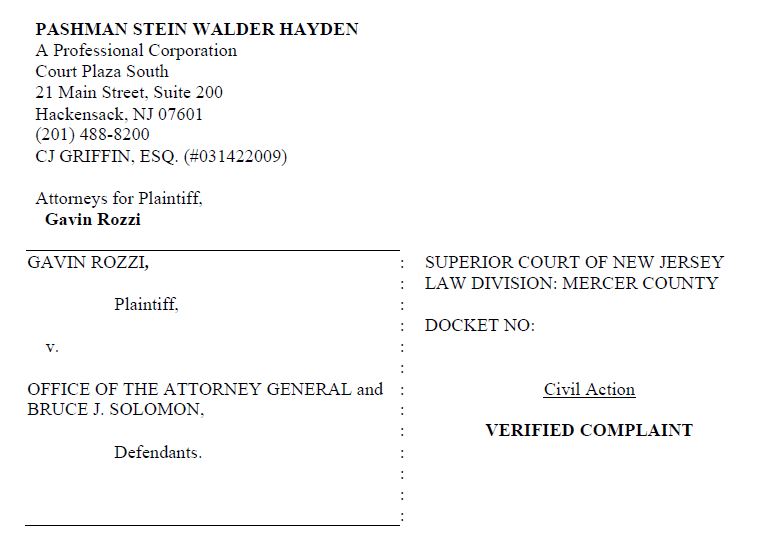 PASHMAN STEIN WALDER HAYDEN
A Professional Corporation
Court Plaza South
21 Main Street, Suite 200
Hackensack, NJ 07601
(201) 488-8200
CJ GRIFFIN, ESQ. (#031422009)
Attorneys for Plaintiff,
Gavin Rozzi
GAVIN ROZZI,
Plaintiff,
v.
OFFICE OF THE ATTORNEY GENERAL and
BRUCE J. SOLOMON,
Defendants.
:
:
:
:
:
:
:
:
:
:
:
:
:
SUPERIOR COURT OF NEW JERSEY
LAW DIVISION: MERCER COUNTY
DOCKET NO:
Civil Action
VERIFIED COMPLAINT